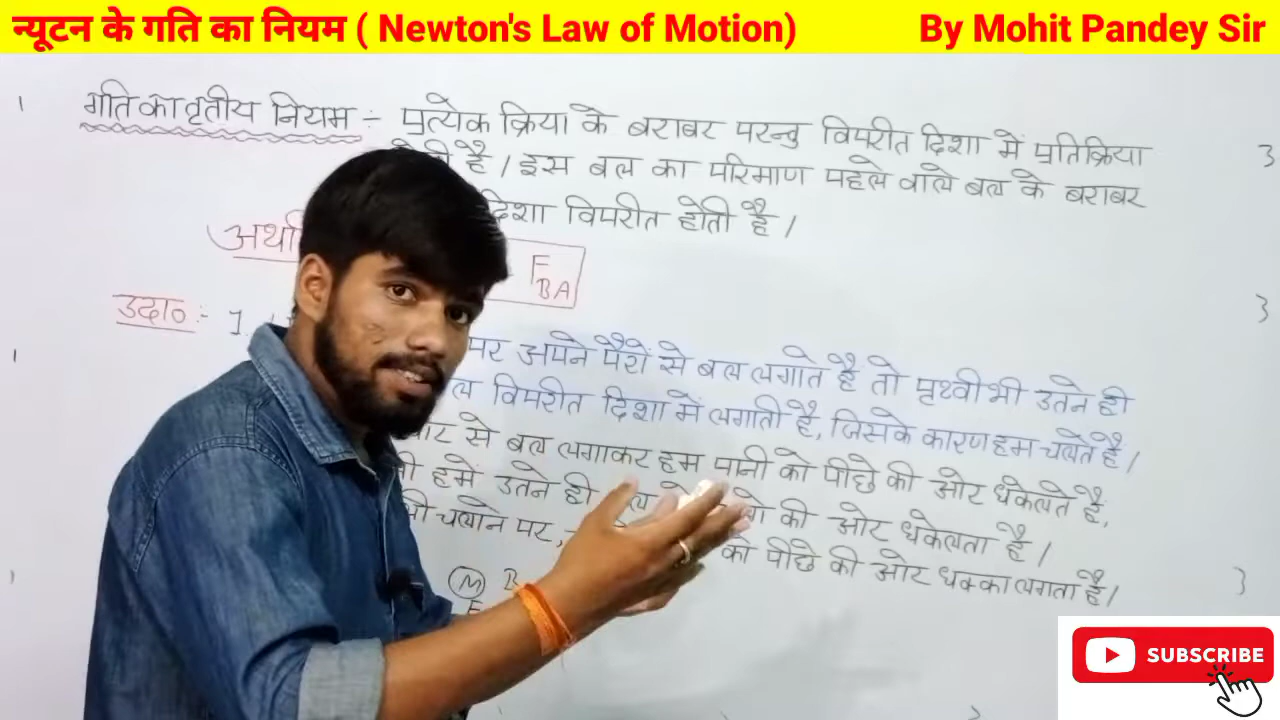 न्यूटन के गति का नियम ( Newton's Law of Motion) By Mohit Pandey Sir
गति का तृतीय नियम :- प्रत्येक क्रिया के बराबर परन्तु विपरीत दिशा में प्रतिक्रिया
है। इस बल का परिमाण पहले वाले बल के बराबर
दिशा विपरीत होती है।
F BA
उदा० :- 1.
पर अपने पैरों से बल लगाते है तो पृथ्वी भी उतने ही
विपरीत दिशा में लगाती है, जिसके कारण हम चलते है।
से बल लगाकर हम पानी को पीछे की ओर धकेलते है,
हमे उतने ही की ओर धकेलता है।
चलाने पर, को पीछे की ओर धक्का लगता है।
M B
SUBSCRIBE